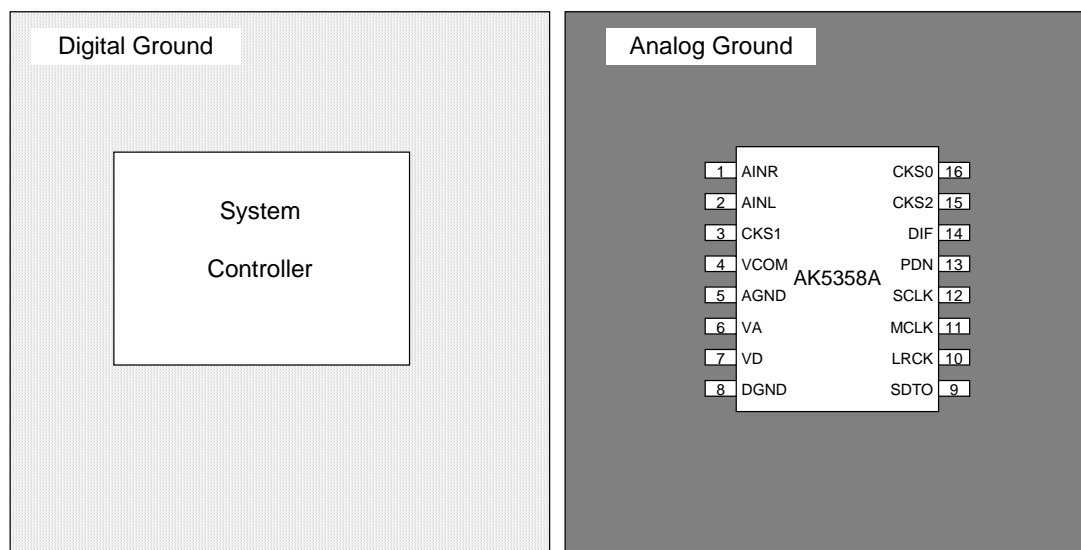 Digital Ground
System
Controller
Analog Ground
1 AINR
CKS0 16
2 AINL
CKS2 15
3 CKS1
DIF 14
4 VCOM
PDN 13
AK5358A
5 AGND
SCLK 12
6 VA
MCLK 11
7 VD
LRCK 10
8 DGND
SDTO 9